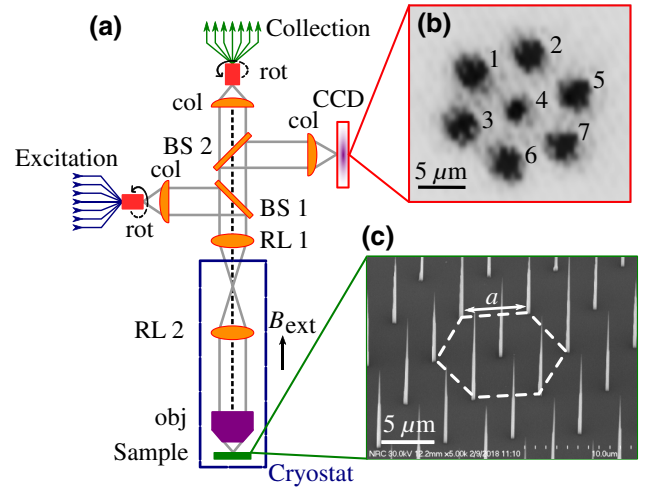 (a)
Collection
rot
col
CCD
BS 2
col
Excitation
col
rot
BS 1
RL 1
RL 2
B ext
obj
Sample
Cryostat
(b)
1
2
5
4
3
7
6
5 μm
(c)
a
5 μm
NRC 30.0kV 12.2mm x5.00k 2/9/2018 11:10
10.0um